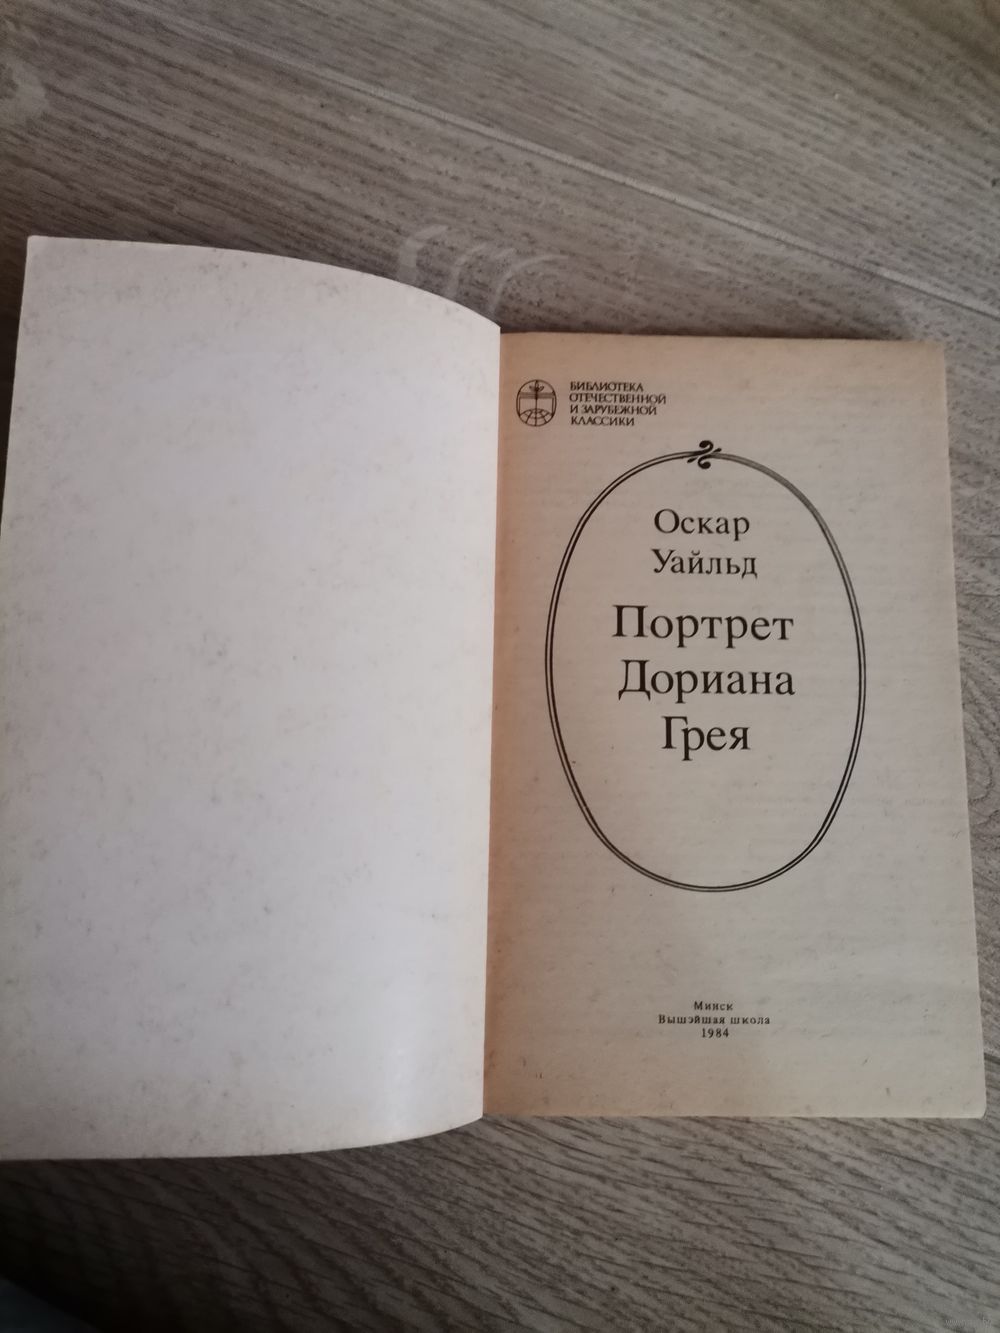 БИБЛИОТЕКА
ОТЕЧЕСТВЕННОЙ
И ЗАРУБЕЖНОЙ
КЛАССИКИ
Оскар
Уайльд
Портрет
Дориана
Грея
Минск
Вышэйшая школа
1984